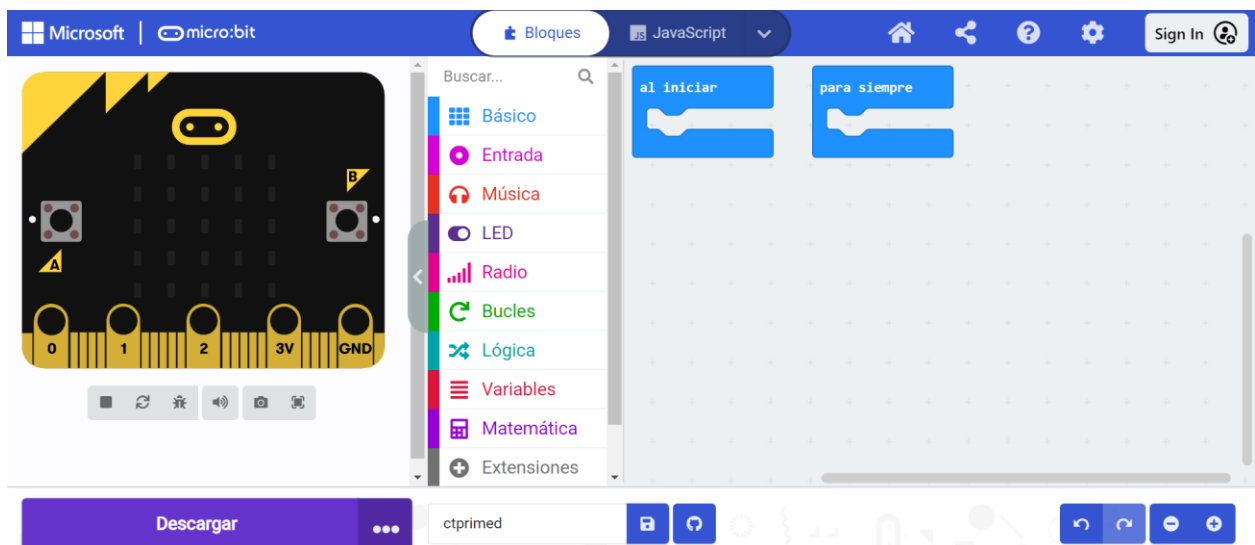 Microsoft micro:bit Bloques JS JavaScript Sign In
Buscar...
Básico
Entrada
Música
LED
Radio
Bucles
Lógica
Variables
Matemática
Extensiones
al iniciar para siempre
B
A
0 1 2 3V GND
Descargar ctprimed